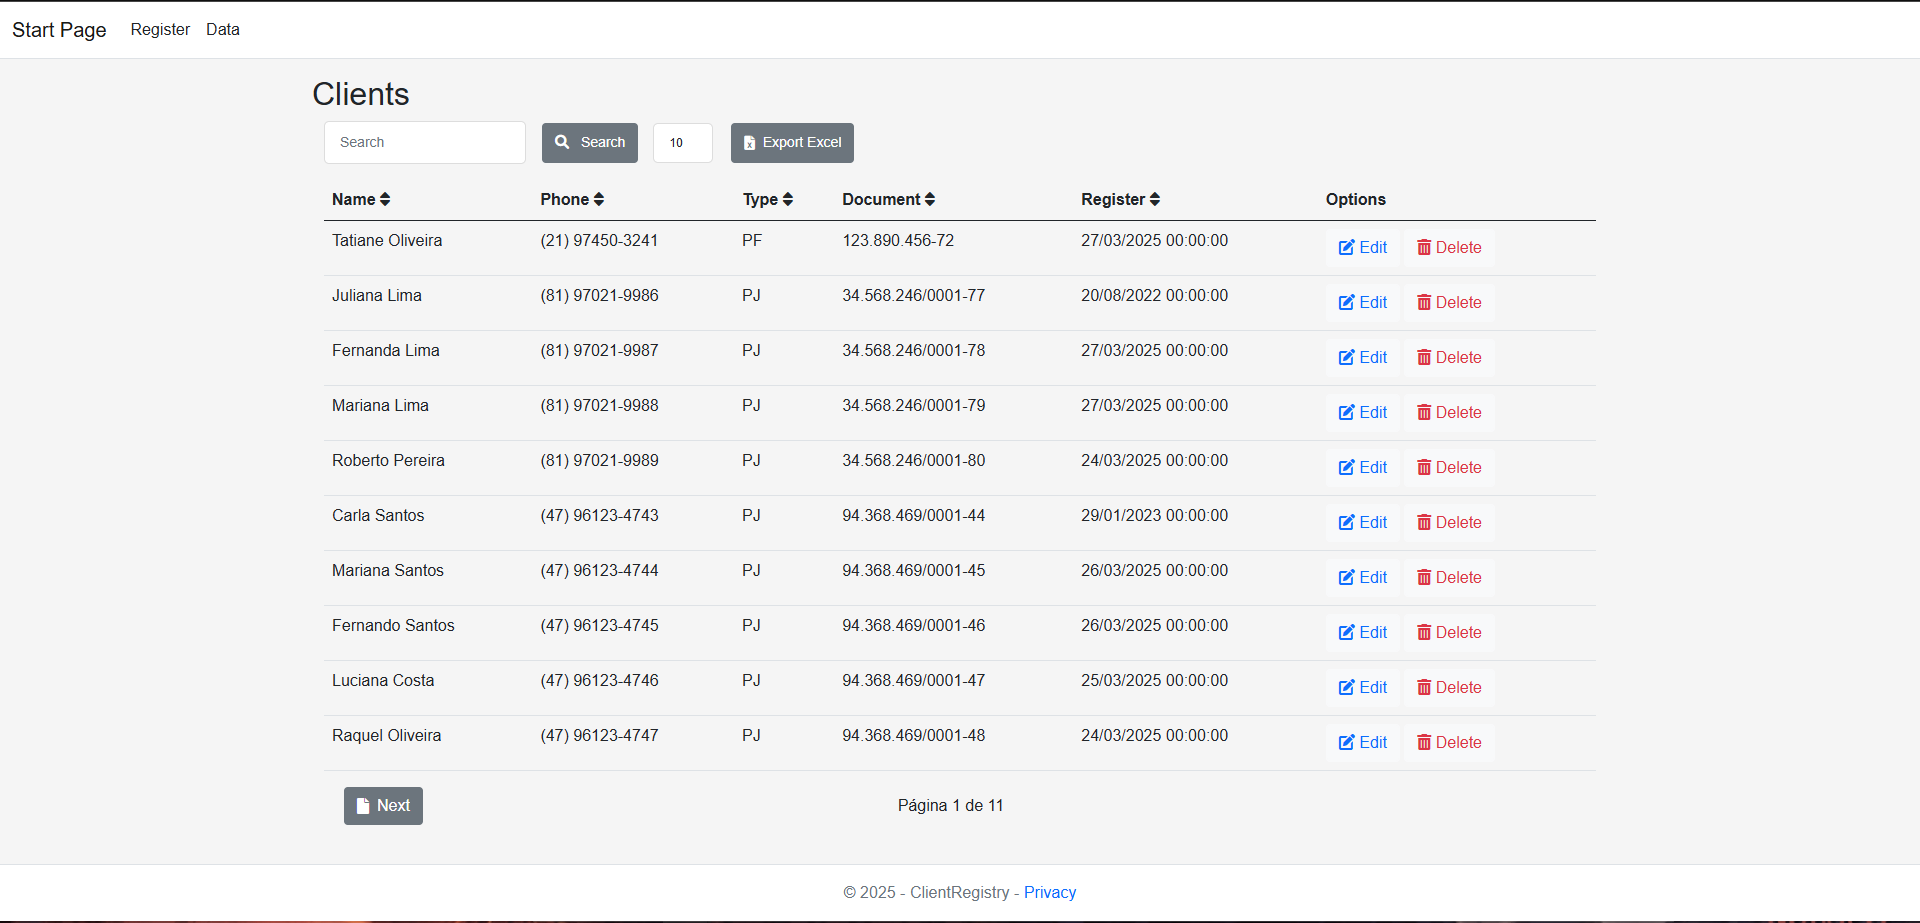 Start Page Register Data
Clients
Search Search 10 Export Excel
Name Phone Type Document Register Options
Tatiane Oliveira (21) 97450-3241 PF 123.890.456-72 27/03/2025 00:00:00 Edit Delete
Juliana Lima (81) 97021-9986 PJ 34.568.246/0001-77 20/08/2022 00:00:00 Edit Delete
Fernanda Lima (81) 97021-9987 PJ 34.568.246/0001-78 27/03/2025 00:00:00 Edit Delete
Mariana Lima (81) 97021-9988 PJ 34.568.246/0001-79 27/03/2025 00:00:00 Edit Delete
Roberto Pereira (81) 97021-9989 PJ 34.568.246/0001-80 24/03/2025 00:00:00 Edit Delete
Carla Santos (47) 96123-4743 PJ 94.368.469/0001-44 29/01/2023 00:00:00 Edit Delete
Mariana Santos (47) 96123-4744 PJ 94.368.469/0001-45 26/03/2025 00:00:00 Edit Delete
Fernando Santos (47) 96123-4745 PJ 94.368.469/0001-46 26/03/2025 00:00:00 Edit Delete
Luciana Costa (47) 96123-4746 PJ 94.368.469/0001-47 25/03/2025 00:00:00 Edit Delete
Raquel Oliveira (47) 96123-4747 PJ 94.368.469/0001-48 24/03/2025 00:00:00 Edit Delete
Next Página 1 de 11
© 2025 - ClientRegistry - Privacy